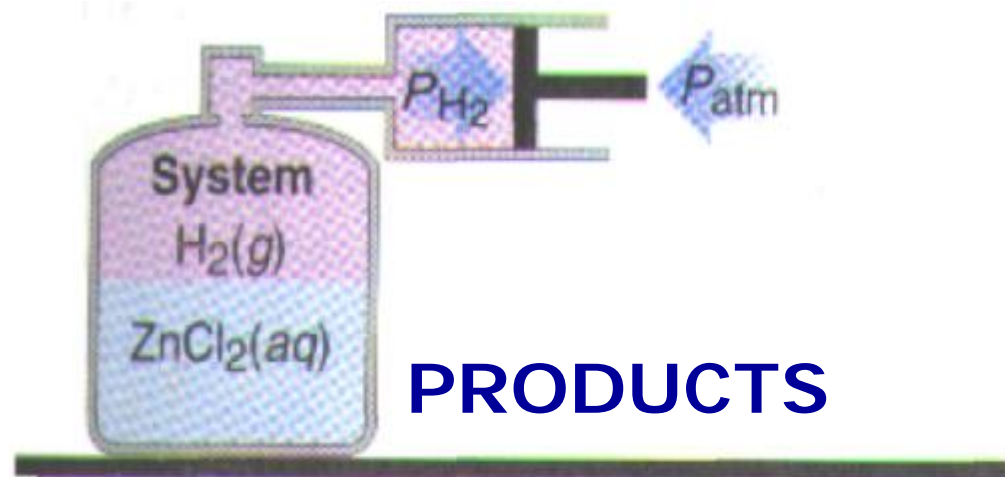 P_H2
P_atm
System
H2(g)
ZnCl2(aq)
PRODUCTS